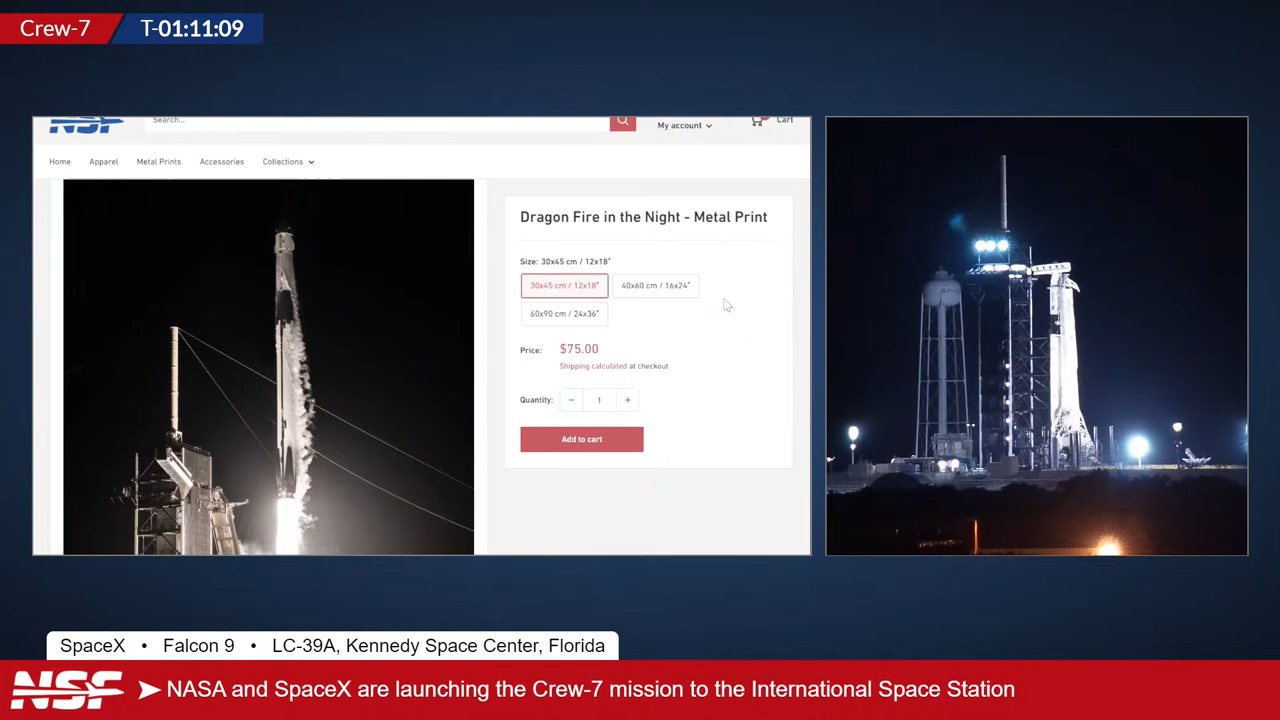 Crew-7
T-01:11:09
NSF
Search...
My account
Cart
Home
Apparel
Metal Prints
Accessories
Collections
Dragon Fire in the Night - Metal Print
Size: 30x45 cm / 12x18"
30x45 cm / 12x18"
40x60 cm / 16x24"
60x90 cm / 24x36"
Price: $75.00
Shipping calculated at checkout
Quantity: − 1 +
Add to cart
SpaceX • Falcon 9 • LC-39A, Kennedy Space Center, Florida
NSF
NASA and SpaceX are launching the Crew-7 mission to the International Space Station